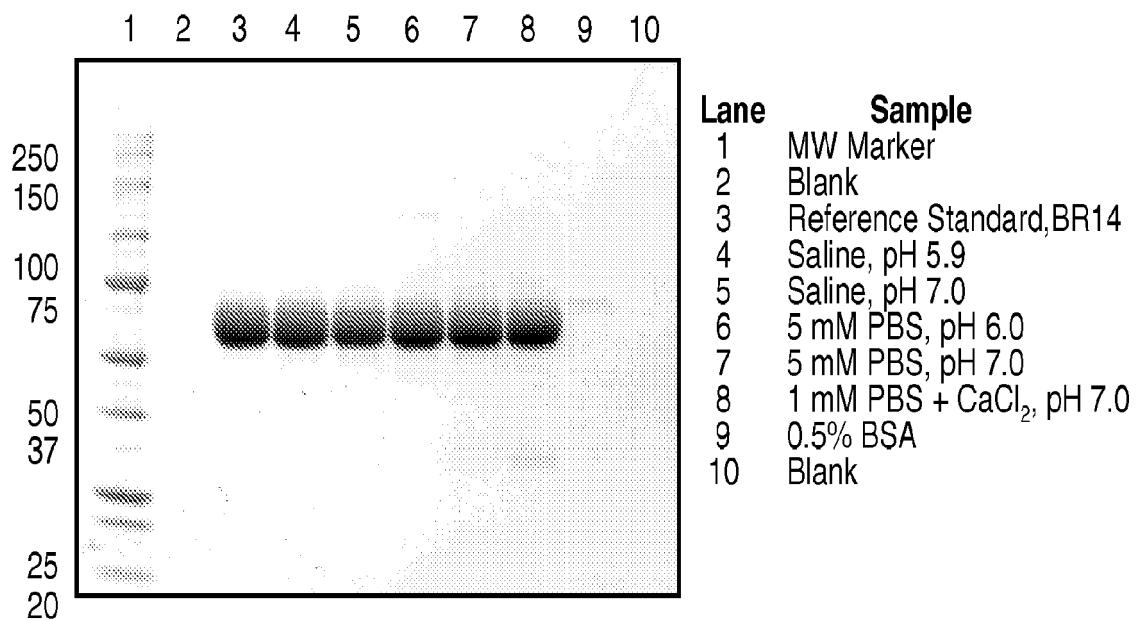 1 2 3 4 5 6 7 8 9 10
250
150
100
75
50
37
25
20
Lane Sample
1 MW Marker
2 Blank
3 Reference Standard,BR14
4 Saline, pH 5.9
5 Saline, pH 7.0
6 5 mM PBS, pH 6.0
7 5 mM PBS, pH 7.0
8 1 mM PBS + CaCl₂, pH 7.0
9 0.5% BSA
10 Blank